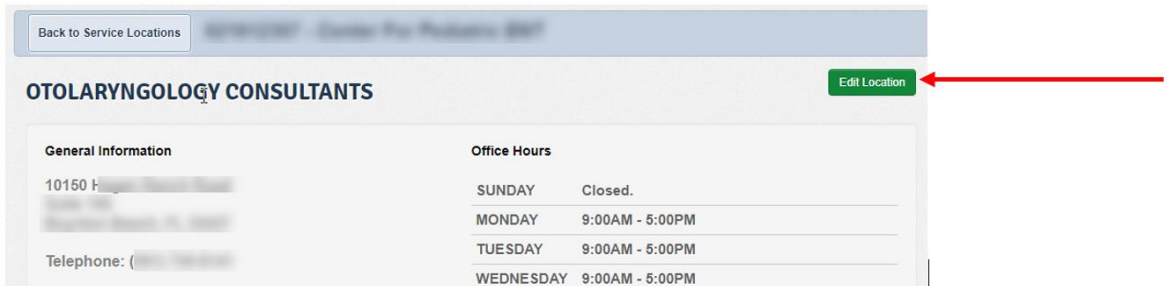 Back to Service Locations
OTOLARYNGOLOGY CONSULTANTS
Edit Location
General Information
10150
Telephone: (
Office Hours
SUNDAY Closed.
MONDAY 9:00AM - 5:00PM
TUESDAY 9:00AM - 5:00PM
WEDNESDAY 9:00AM - 5:00PM